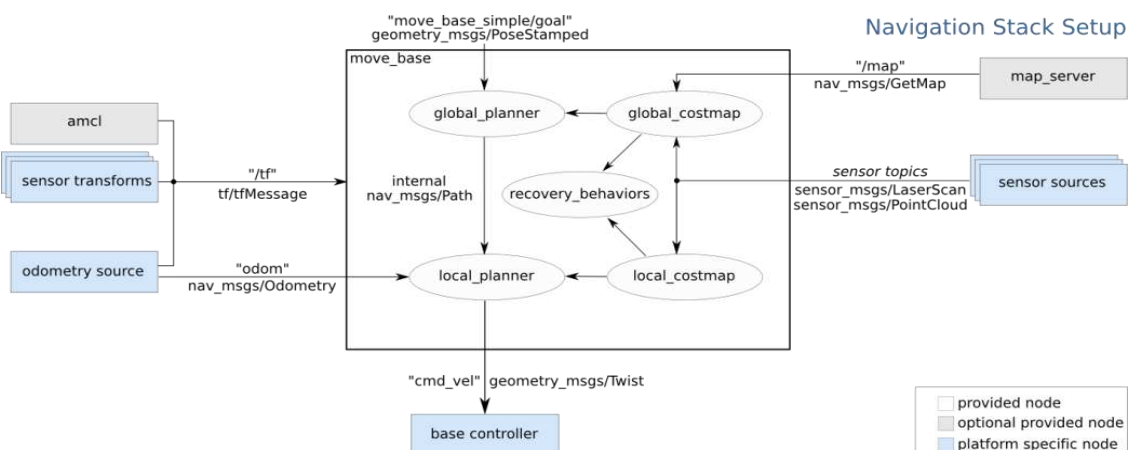 Navigation Stack Setup
"move_base_simple/goal"
geometry_msgs/PoseStamped
move_base
"/map"
nav_msgs/GetMap
map_server
global_planner
global_costmap
amcl
sensor transforms
"/tf"
tf/tfMessage
internal
nav_msgs/Path
recovery_behaviors
sensor topics
sensor_msgs/LaserScan
sensor_msgs/PointCloud
sensor sources
odometry source
"odom"
nav_msgs/Odometry
local_planner
local_costmap
"cmd_vel" geometry_msgs/Twist
base controller
provided node
optional provided node
platform specific node